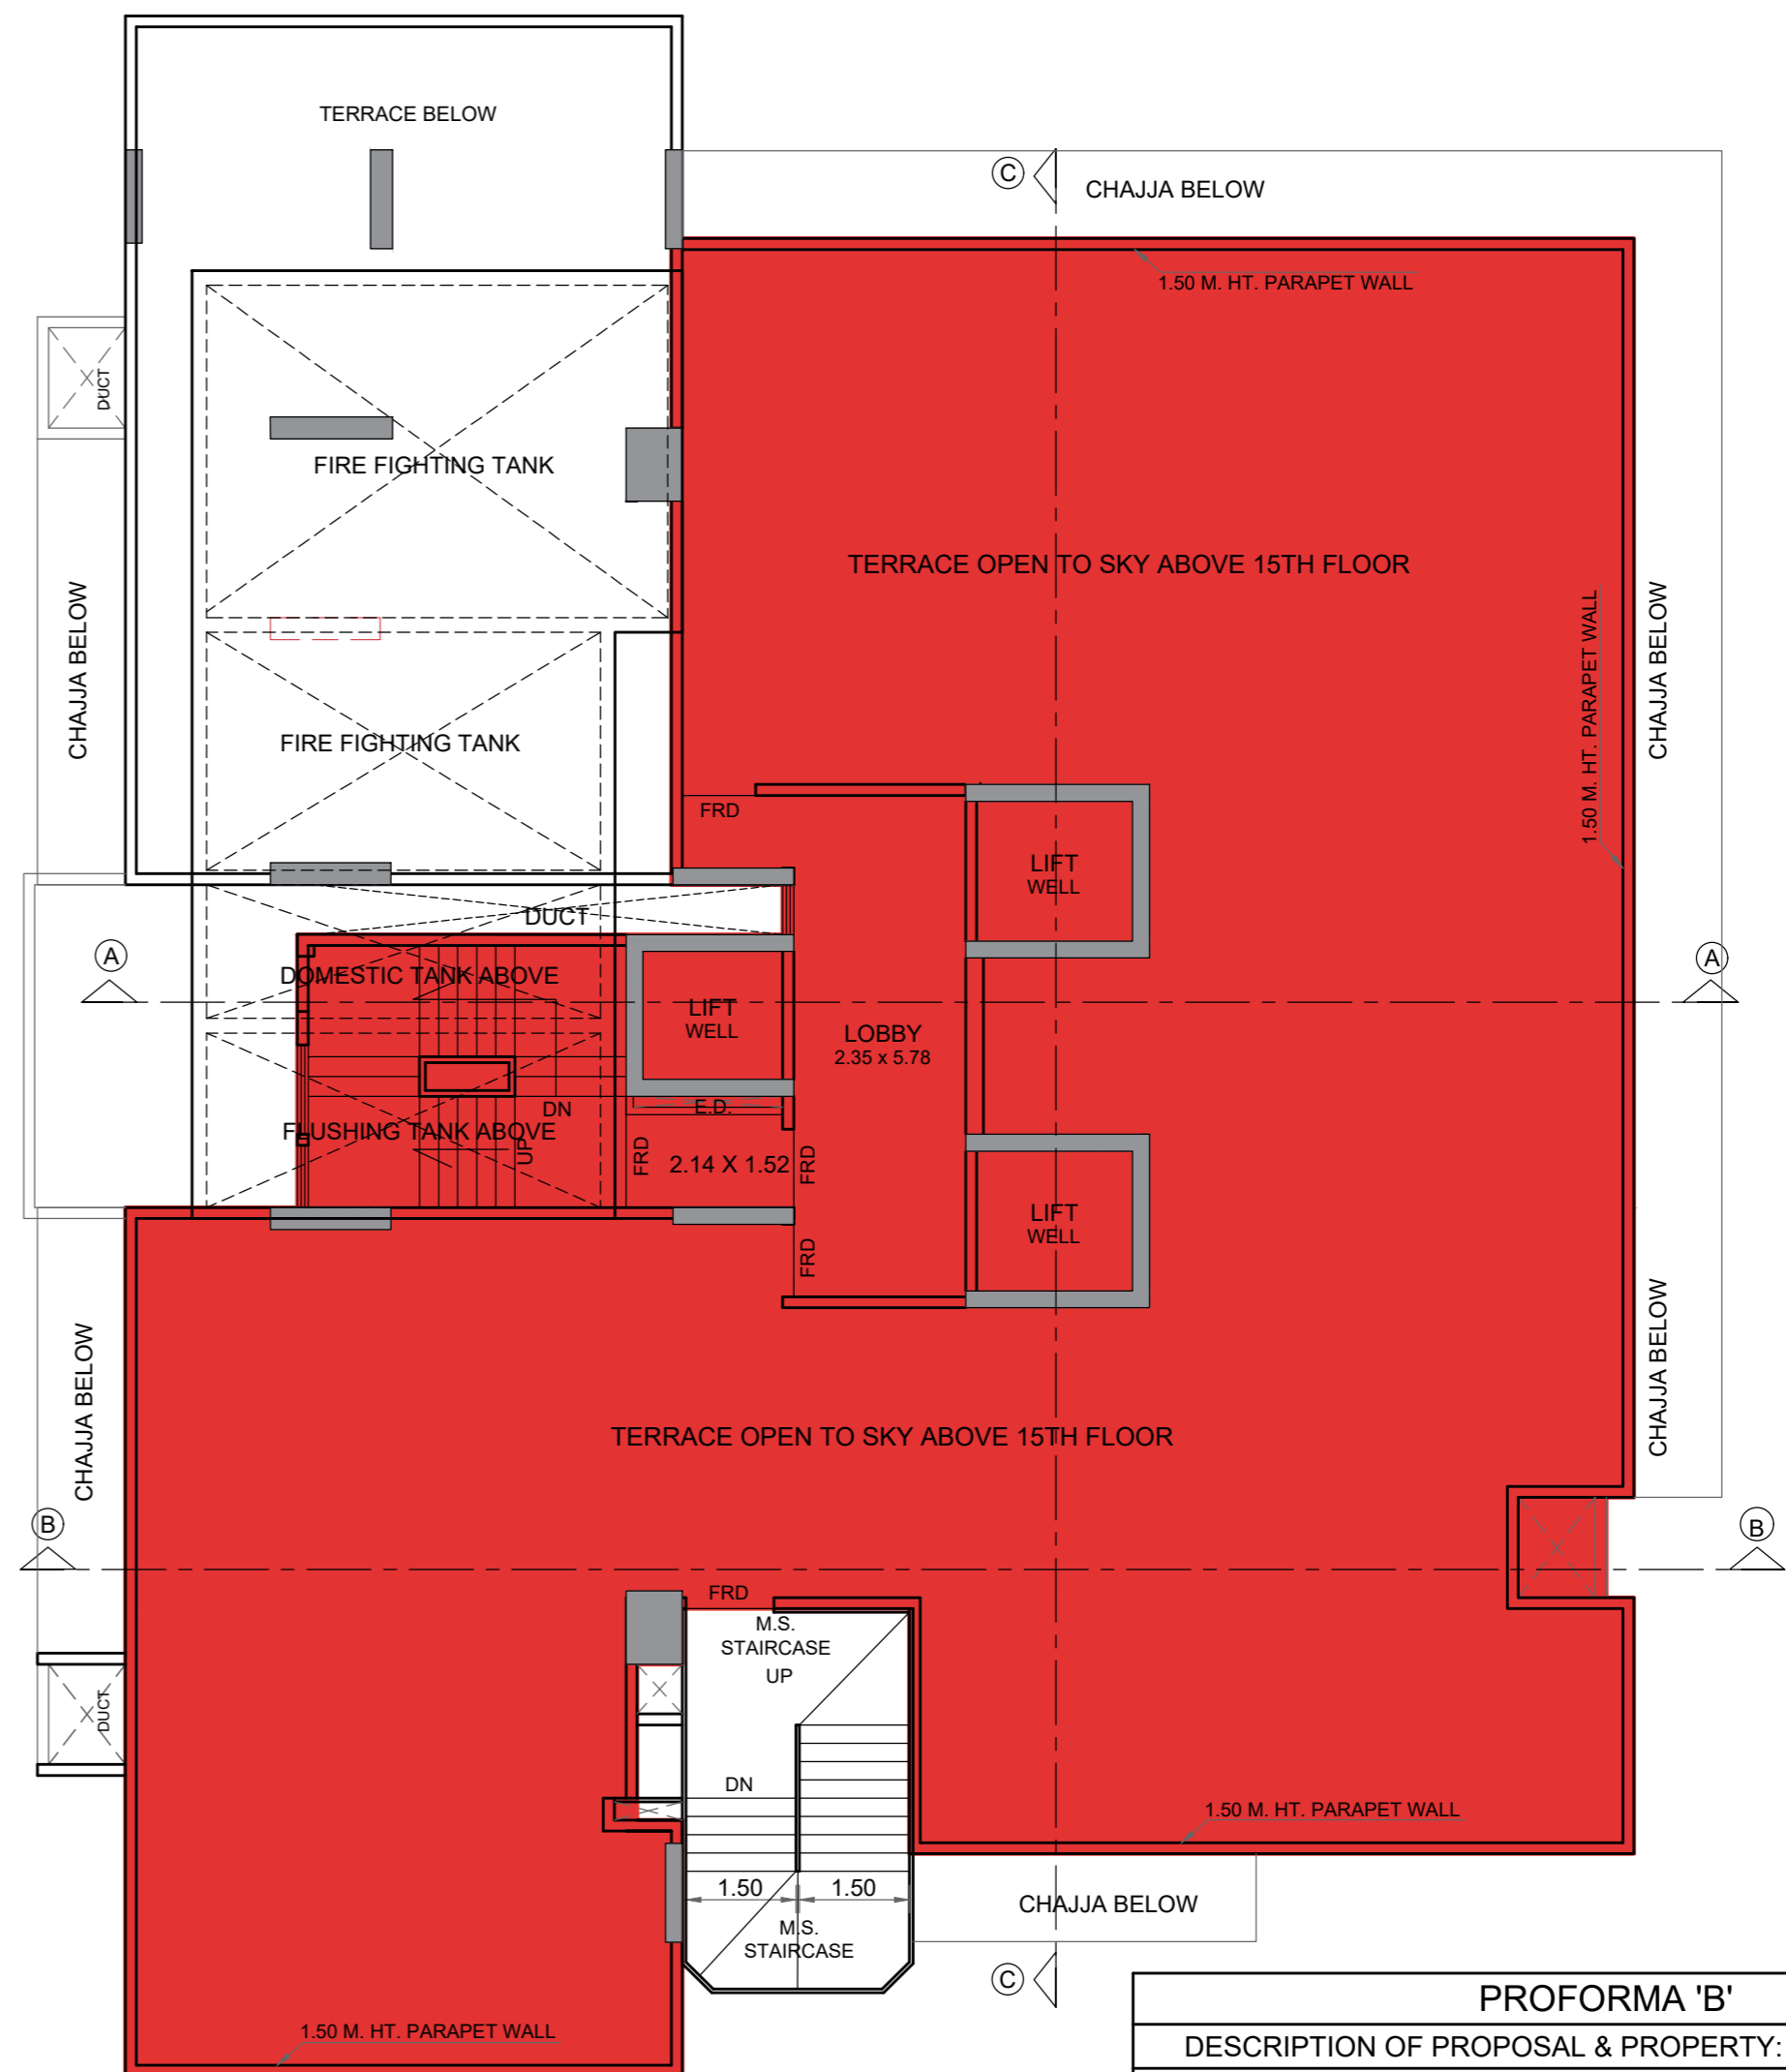 TERRACE BELOW
C
CHAJJA BELOW
1.50 M. HT. PARAPET WALL
DUCT
FIRE FIGHTING TANK
TERRACE OPEN TO SKY ABOVE 15TH FLOOR
CHAJJA BELOW
1.50 M. HT. PARAPET WALL
CHAJJA BELOW
FIRE FIGHTING TANK
FRD
LIFT
WELL
DUCT
A
DOMESTIC TANK ABOVE
A
LIFT
WELL
LOBBY
2.35 x 5.78
DN
E.D.
FLUSHING TANK ABOVE
UP
FRD
2.14 X 1.52
FRD
LIFT
WELL
FRD
CHAJJA BELOW
CHAJJA BELOW
TERRACE OPEN TO SKY ABOVE 15TH FLOOR
B
B
FRD
M.S.
STAIRCASE
UP
DUCT
DN
1.50 M. HT. PARAPET WALL
1.50
1.50
CHAJJA BELOW
M.S.
STAIRCASE
C
PROFORMA 'B'
1.50 M. HT. PARAPET WALL
DESCRIPTION OF PROPOSAL & PROPERTY: